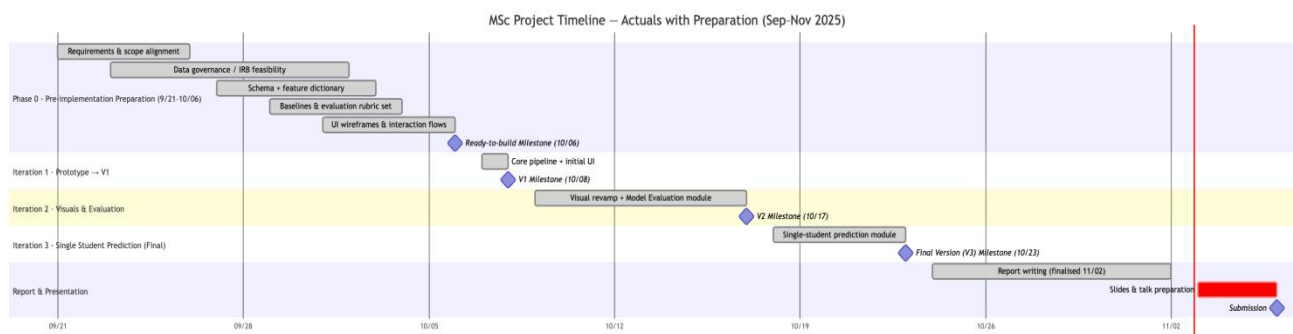 MSc Project Timeline — Actuals with Preparation (Sep-Nov 2025)
Requirements & scope alignment
Data governance / IRB feasibility
Schema + feature dictionary
Phase 0 - Pre-implementation Preparation (9/21-10/06)
Baselines & evaluation rubric set
UI wireframes & interaction flows
Ready-to-build Milestone (10/06)
Core pipeline + initial UI
Iteration 1 - Prototype → V1
V1 Milestone (10/08)
Visual revamp + Model Evaluation module
Iteration 2 - Visuals & Evaluation
V2 Milestone (10/17)
Single-student prediction module
Iteration 3 - Single Student Prediction (Final)
Final Version (V3) Milestone (10/23)
Report writing (finalised 11/02)
Report & Presentation
Slides & talk preparation
Submission
09/21 09/28 10/05 10/12 10/19 10/26 11/02